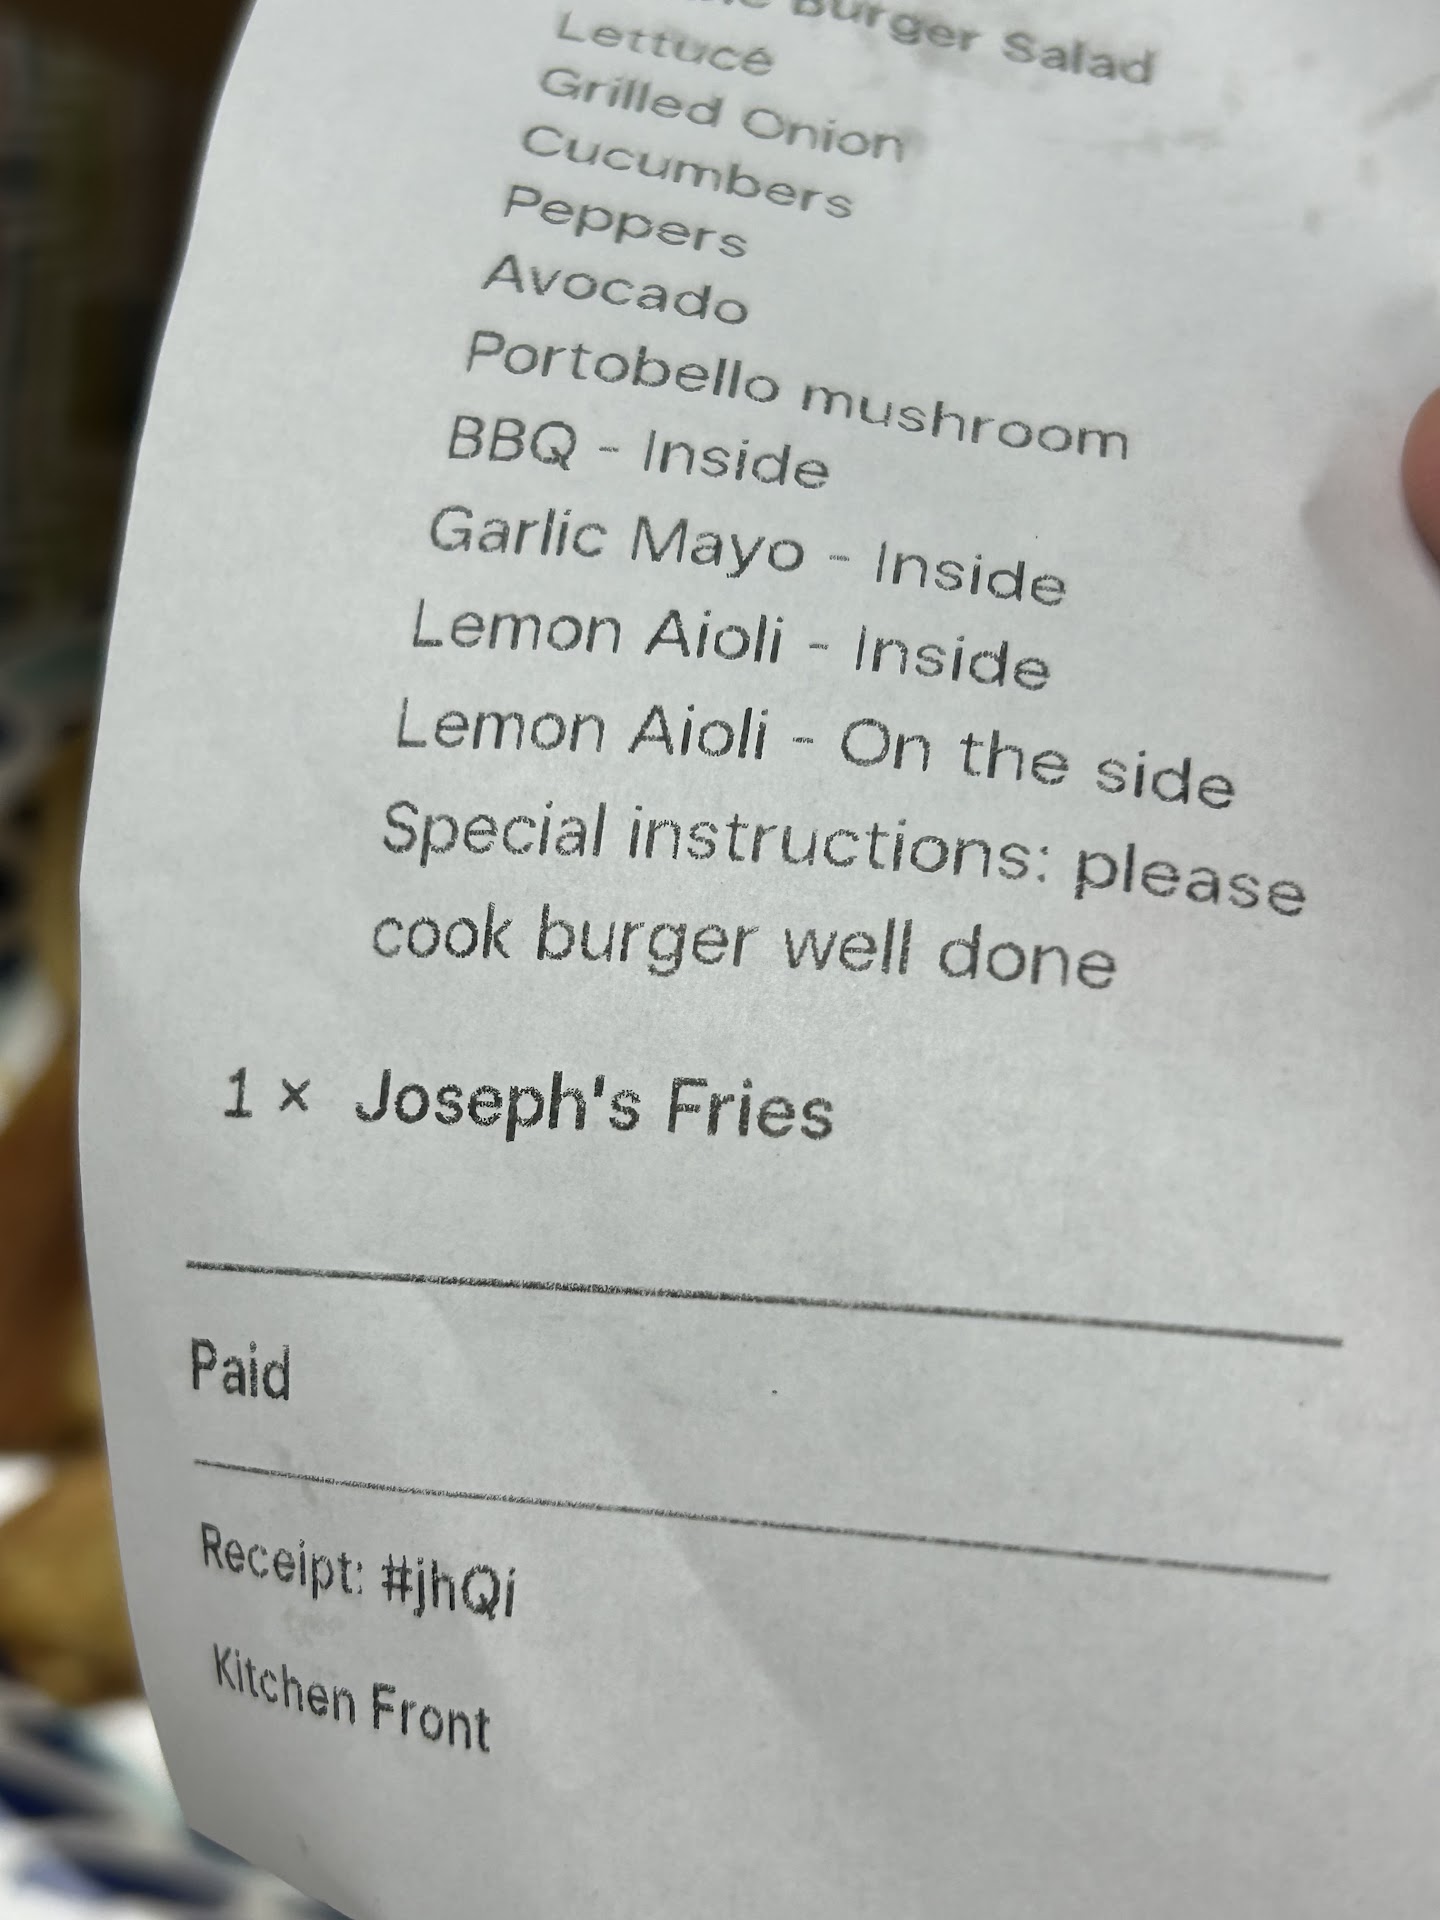 Burger Salad
Lettuce
Grilled Onion
Cucumbers
Peppers
Avocado
Portobello mushroom
BBQ - Inside
Garlic Mayo - Inside
Lemon Aioli - Inside
Lemon Aioli - On the side
Special instructions: please
cook burger well done
1 × Joseph's Fries
Paid
Receipt: #jhQi
Kitchen Front